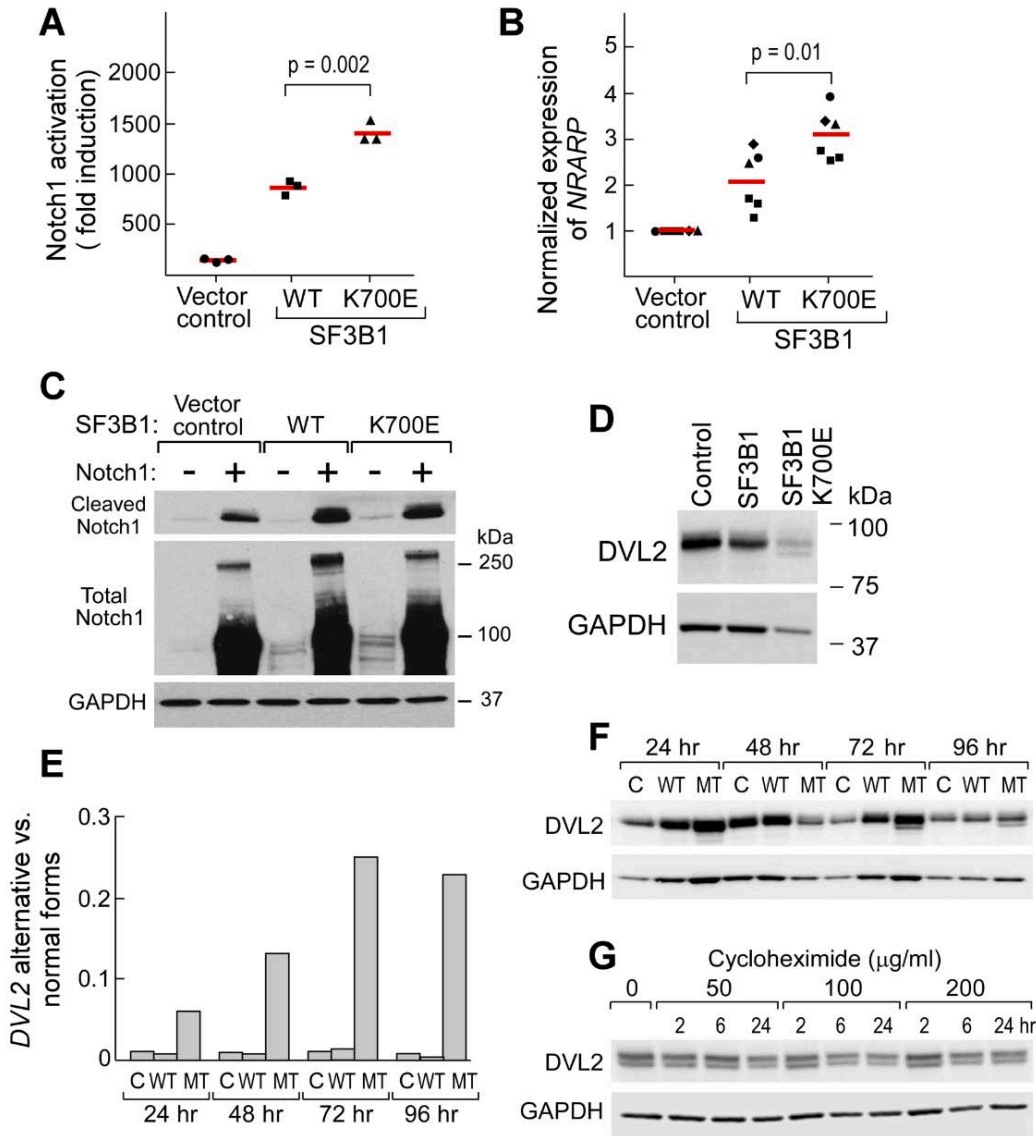 A
Notch1 activation
( fold induction)
2000
1500
1000
500
p = 0.002
Vector
control
WT K700E
SF3B1
B
Normalized expression
of NRARP
5
4
3
2
1
p = 0.01
Vector
control
WT K700E
SF3B1
C
SF3B1: Vector
control WT K700E
Notch1: - + - + - +
Cleaved
Notch1
kDa
250
Total
Notch1
100
GAPDH 37
D
Control SF3B1 SF3B1
K700E
kDa
DVL2 100
75
GAPDH
37
E
DVL2 alternative vs.
normal forms
0.3
0.2
0.1
0
C WT MT C WT MT C WT MT C WT MT
24 hr 48 hr 72 hr 96 hr
F
24 hr 48 hr 72 hr 96 hr
C WT MT C WT MT C WT MT C WT MT
DVL2
GAPDH
G
Cycloheximide (μg/ml)
0 50 100 200
2 6 24 2 6 24 2 6 24 hr
DVL2
GAPDH